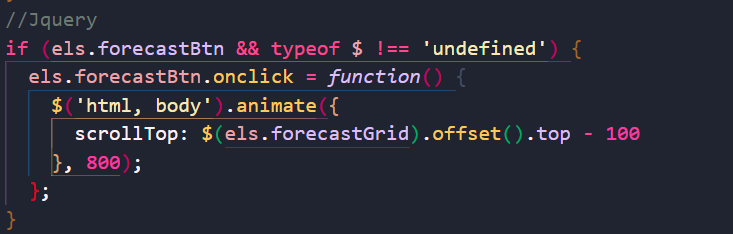 //Jquery
if (els.forecastBtn && typeof $ !== 'undefined') {
  els.forecastBtn.onclick = function() {
    $('html, body').animate({
      scrollTop: $(els.forecastGrid).offset().top - 100
    }, 800);
  };
}